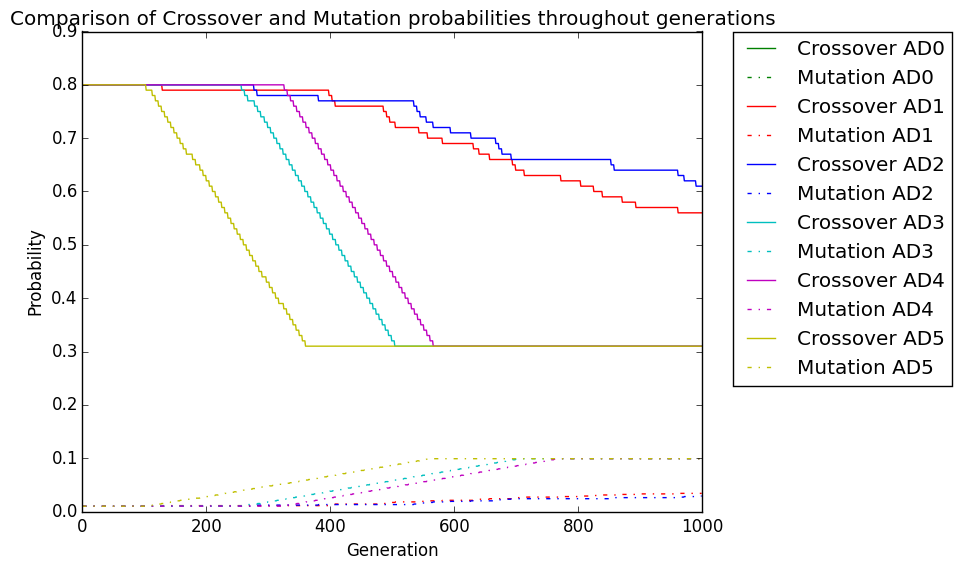 Comparison of Crossover and Mutation probabilities throughout generations
0.9
0.8
0.7
0.6
0.5
0.4
0.3
0.2
0.1
0.0
Probability
0 200 400 600 800 1000
Generation
Crossover AD0
Mutation AD0
Crossover AD1
Mutation AD1
Crossover AD2
Mutation AD2
Crossover AD3
Mutation AD3
Crossover AD4
Mutation AD4
Crossover AD5
Mutation AD5